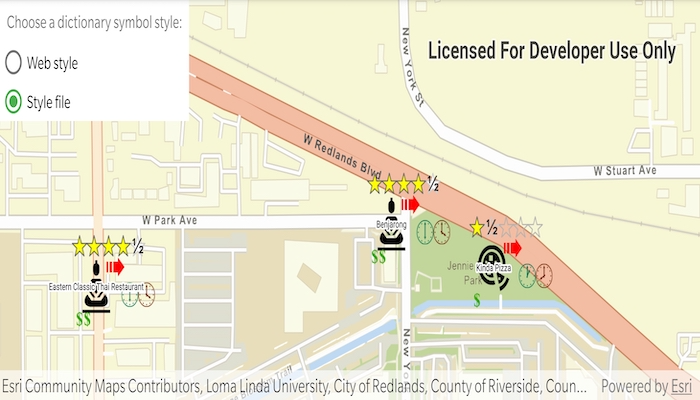 Choose a dictionary symbol style:
Web style
Style file
Licensed For Developer Use Only
New York St
W Redlands Blvd
W Stuart Ave
½
W Park Ave
Benjarong
$$
½
Jennie
Park
Kinda Pizza
$
½
Eastern Classic Thai Restaurant
$$
New Yo
Trail
Esri Community Maps Contributors, Loma Linda University, City of Redlands, County of Riverside, Coun...
Powered by Esri